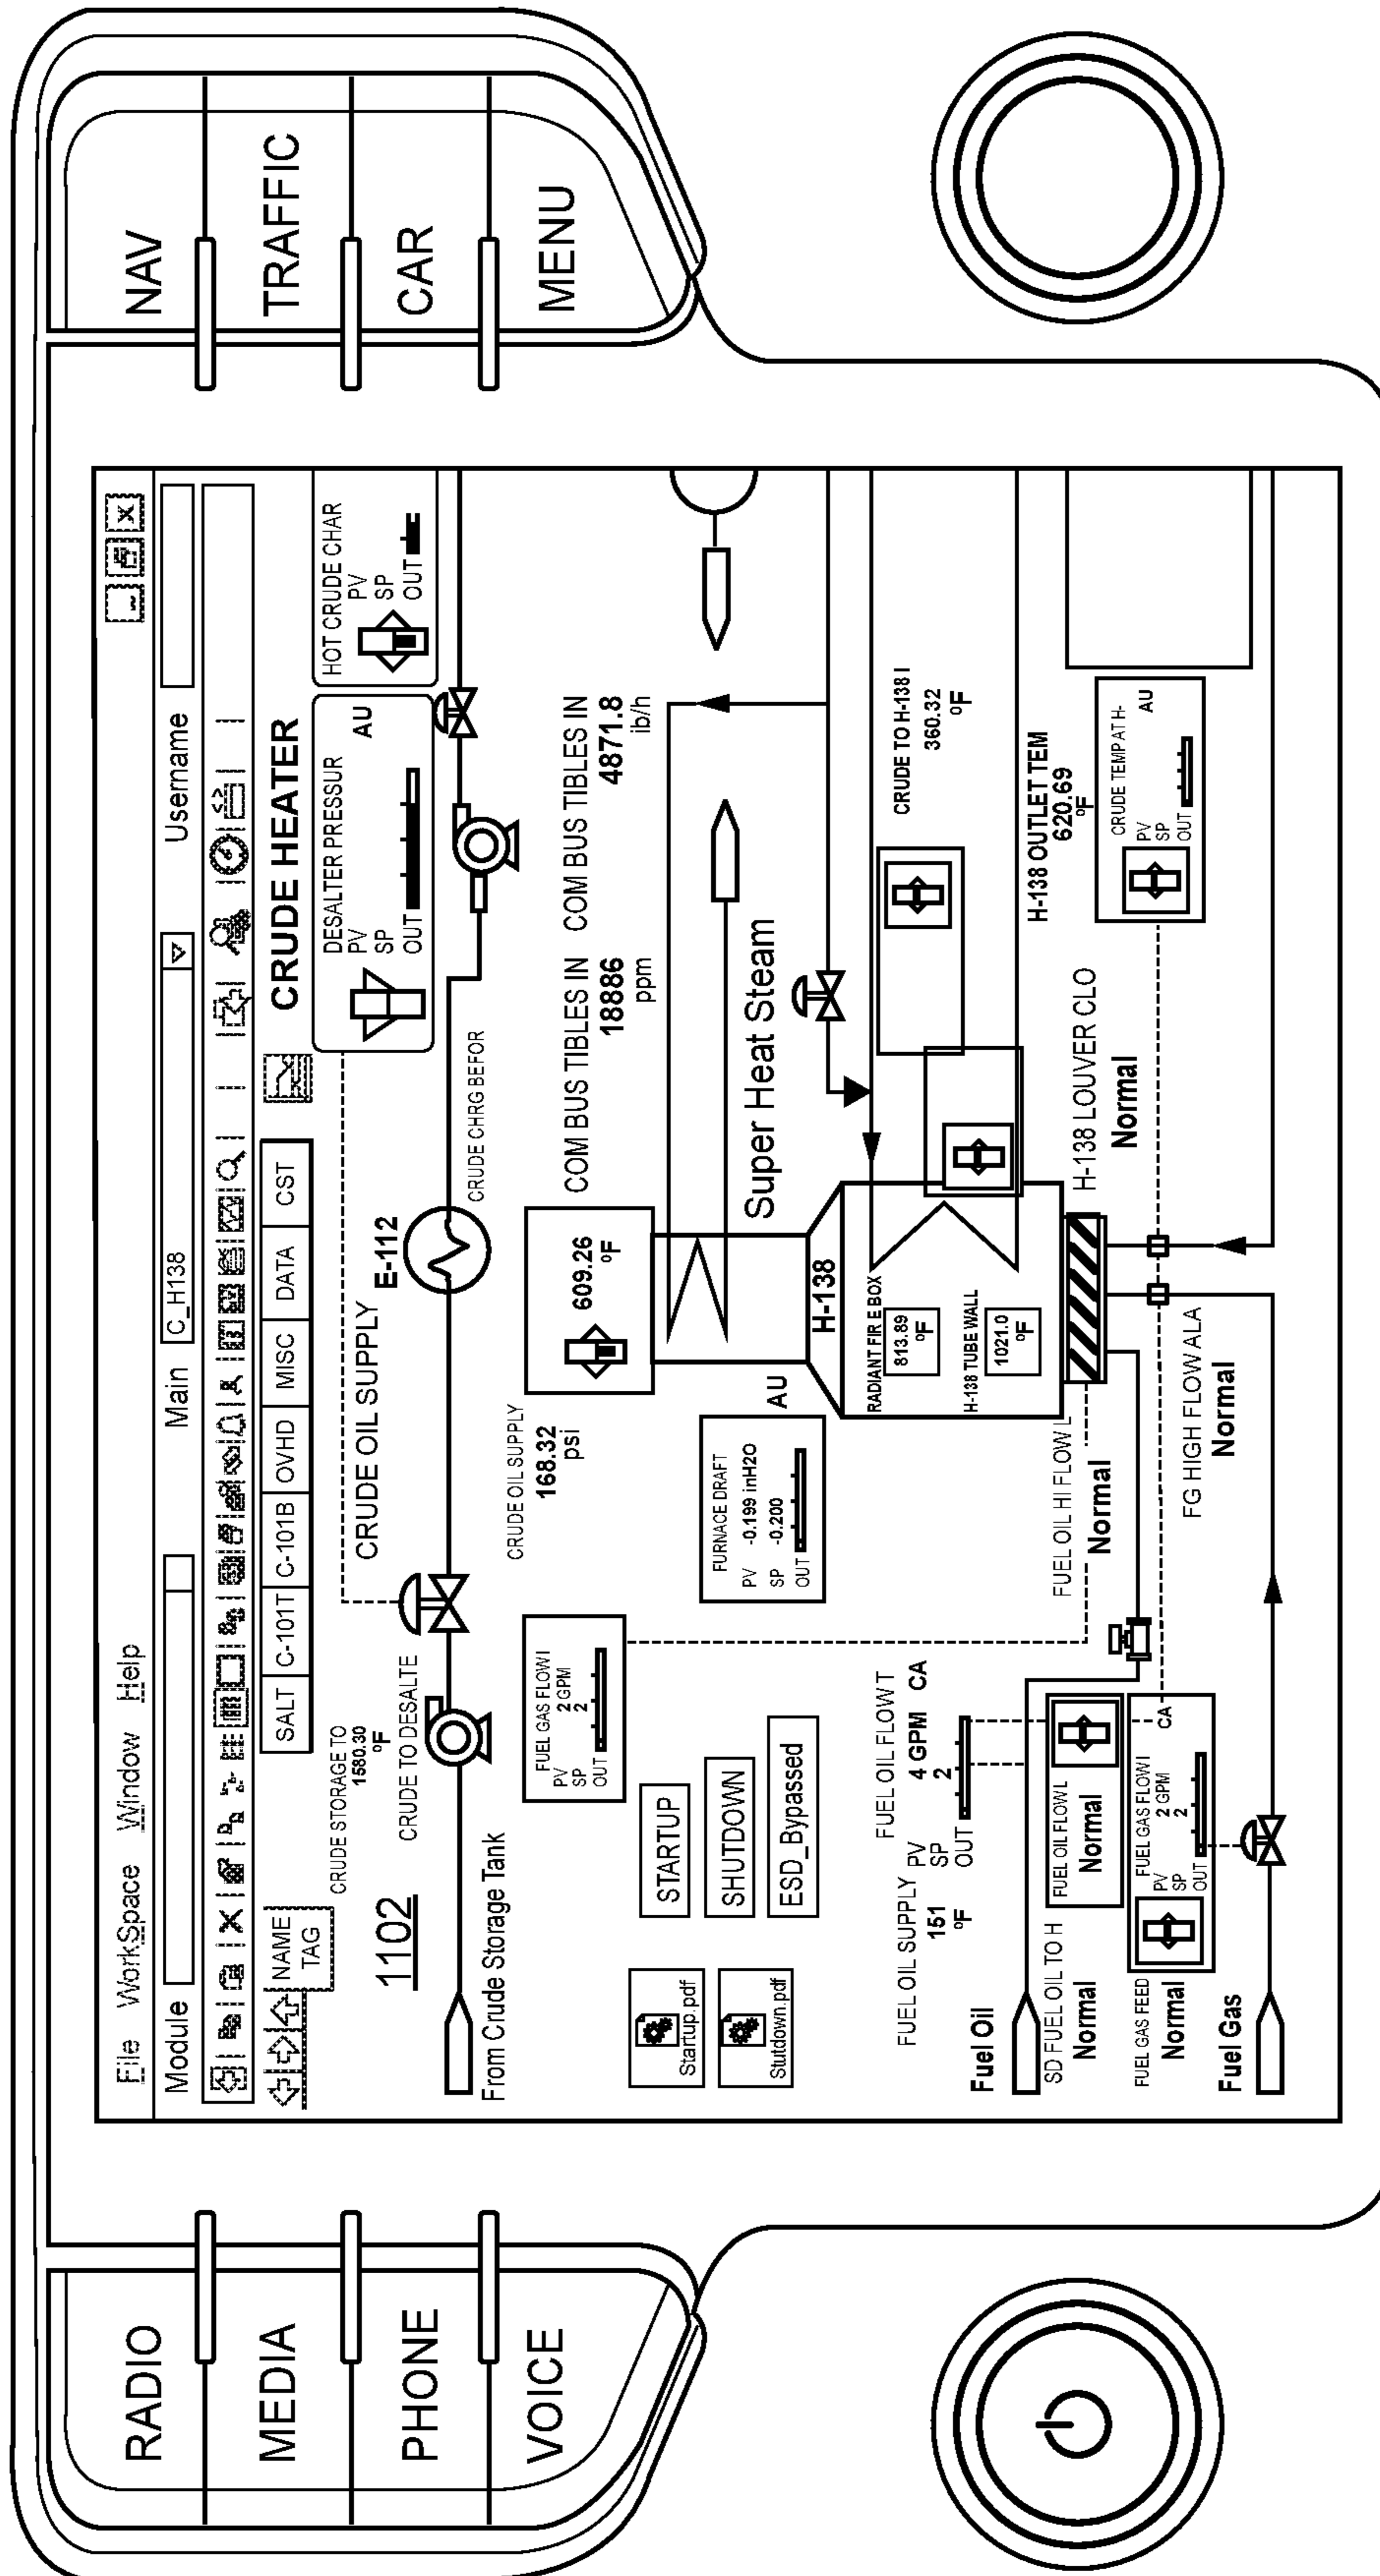 RADIO
MEDIA
PHONE
VOICE
NAV
TRAFFIC
CAR
MENU
File WorkSpace Window Help
Module
Main
C_H138
Username
NAME
TAG
SALT C-101T C-101B OVHD MISC DATA CST
CRUDE HEATER
1102
CRUDE STORAGE TO
1580.30
°F
CRUDE TO DESALTE
CRUDE OIL SUPPLY
E-112
DESALTER PRESSUR
PV
SP
OUT
AU
HOT CRUDE CHAR
PV
SP
OUT
From Crude Storage Tank
CRUDE CHRG BEFOR
CRUDE OIL SUPPLY
168.32
psi
609.26
°F
COM BUS TIBLES IN
18886
ppm
COM BUS TIBLES IN
4871.8
ib/h
FUEL GAS FLOW I
PV 2 GPM
SP 2
OUT
Startup.pdf
Stutdown.pdf
STARTUP
SHUTDOWN
ESD_Bypassed
FURNACE DRAFT
PV -0.199 inH2O
SP -0.200
OUT
AU
Super Heat Steam
H-138
RADIANT FIR E BOX
813.89
°F
H-138 TUBE WALL
1021.0
°F
CRUDE TO H-138 I
360.32
°F
H-138 OUTLET TEM
620.69
°F
FUEL OIL SUPPLY
151
°F
FUEL OIL FLOW T
PV 4 GPM CA
SP 2
OUT
Fuel Oil
SD FUEL OIL TO H
Normal
FUEL OIL FLOW L
Normal
FUEL OIL HI FLOW L
Normal
H-138 LOUVER CLO
Normal
CRUDE TEMP AT H-
PV
SP
OUT
AU
FUEL GAS FEED
Normal
FUEL GAS FLOW I
PV 2 GPM
SP 2
OUT
CA
FG HIGH FLOW ALA
Normal
Fuel Gas